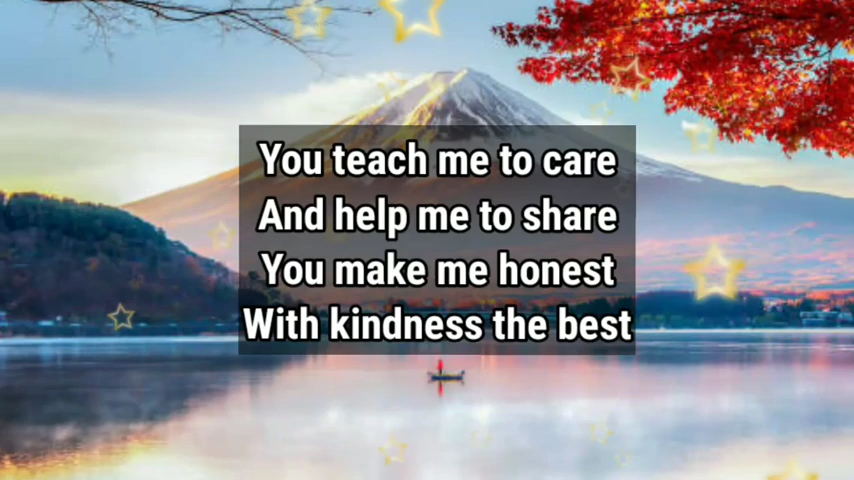 You teach me to care
And help me to share
You make me honest
With kindness the best